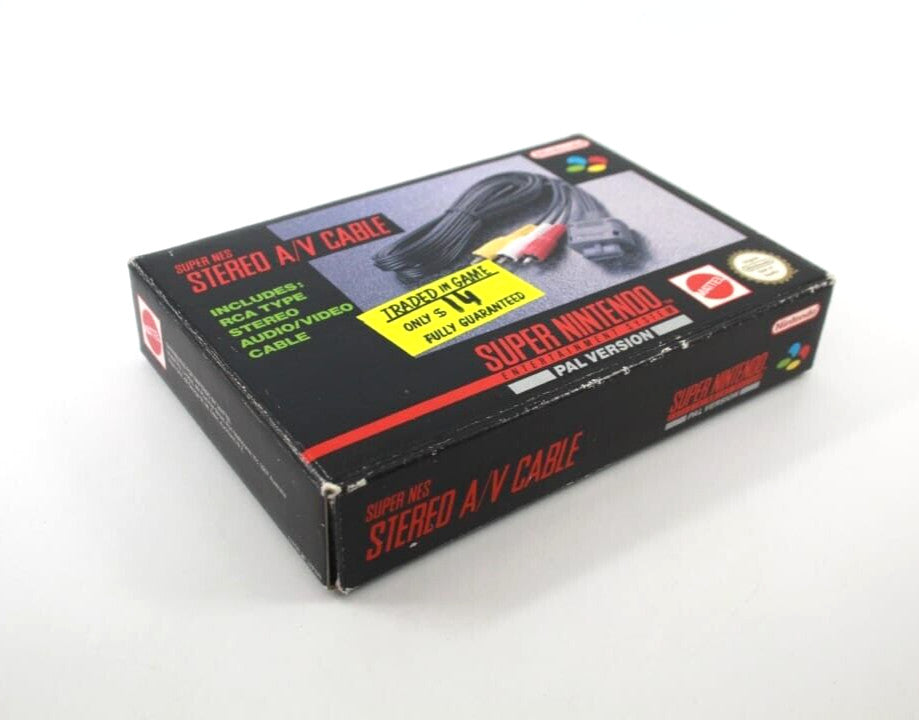 Nintendo
SUPER NES
STEREO A/V CABLE
INCLUDES:
RCA TYPE
STEREO
AUDIO/VIDEO
CABLE
TRADED IN GAME
ONLY $ 14
FULLY GUARANTEED
SUPER NINTENDO
ENTERTAINMENT SYSTEM
PAL VERSION
MATTEL
Nintendo
SUPER NINTENDO
PAL VERSION
SUPER NES
STEREO A/V CABLE